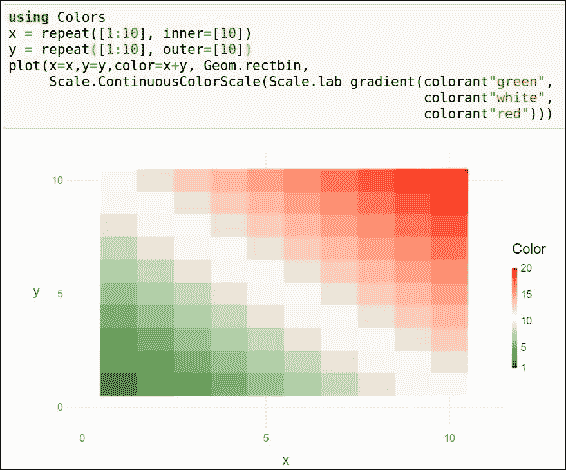 using Colors
x = repeat([1:10], inner=[10])
y = repeat([1:10], outer=[10])
plot(x=x,y=y,color=x+y, Geom.rectbin,
Scale.ContinuousColorScale(Scale.lab_gradient(colorant"green",
colorant"white",
colorant"red")))
10
5
0
y
0
5
10
x
Color
20
15
10
5
1